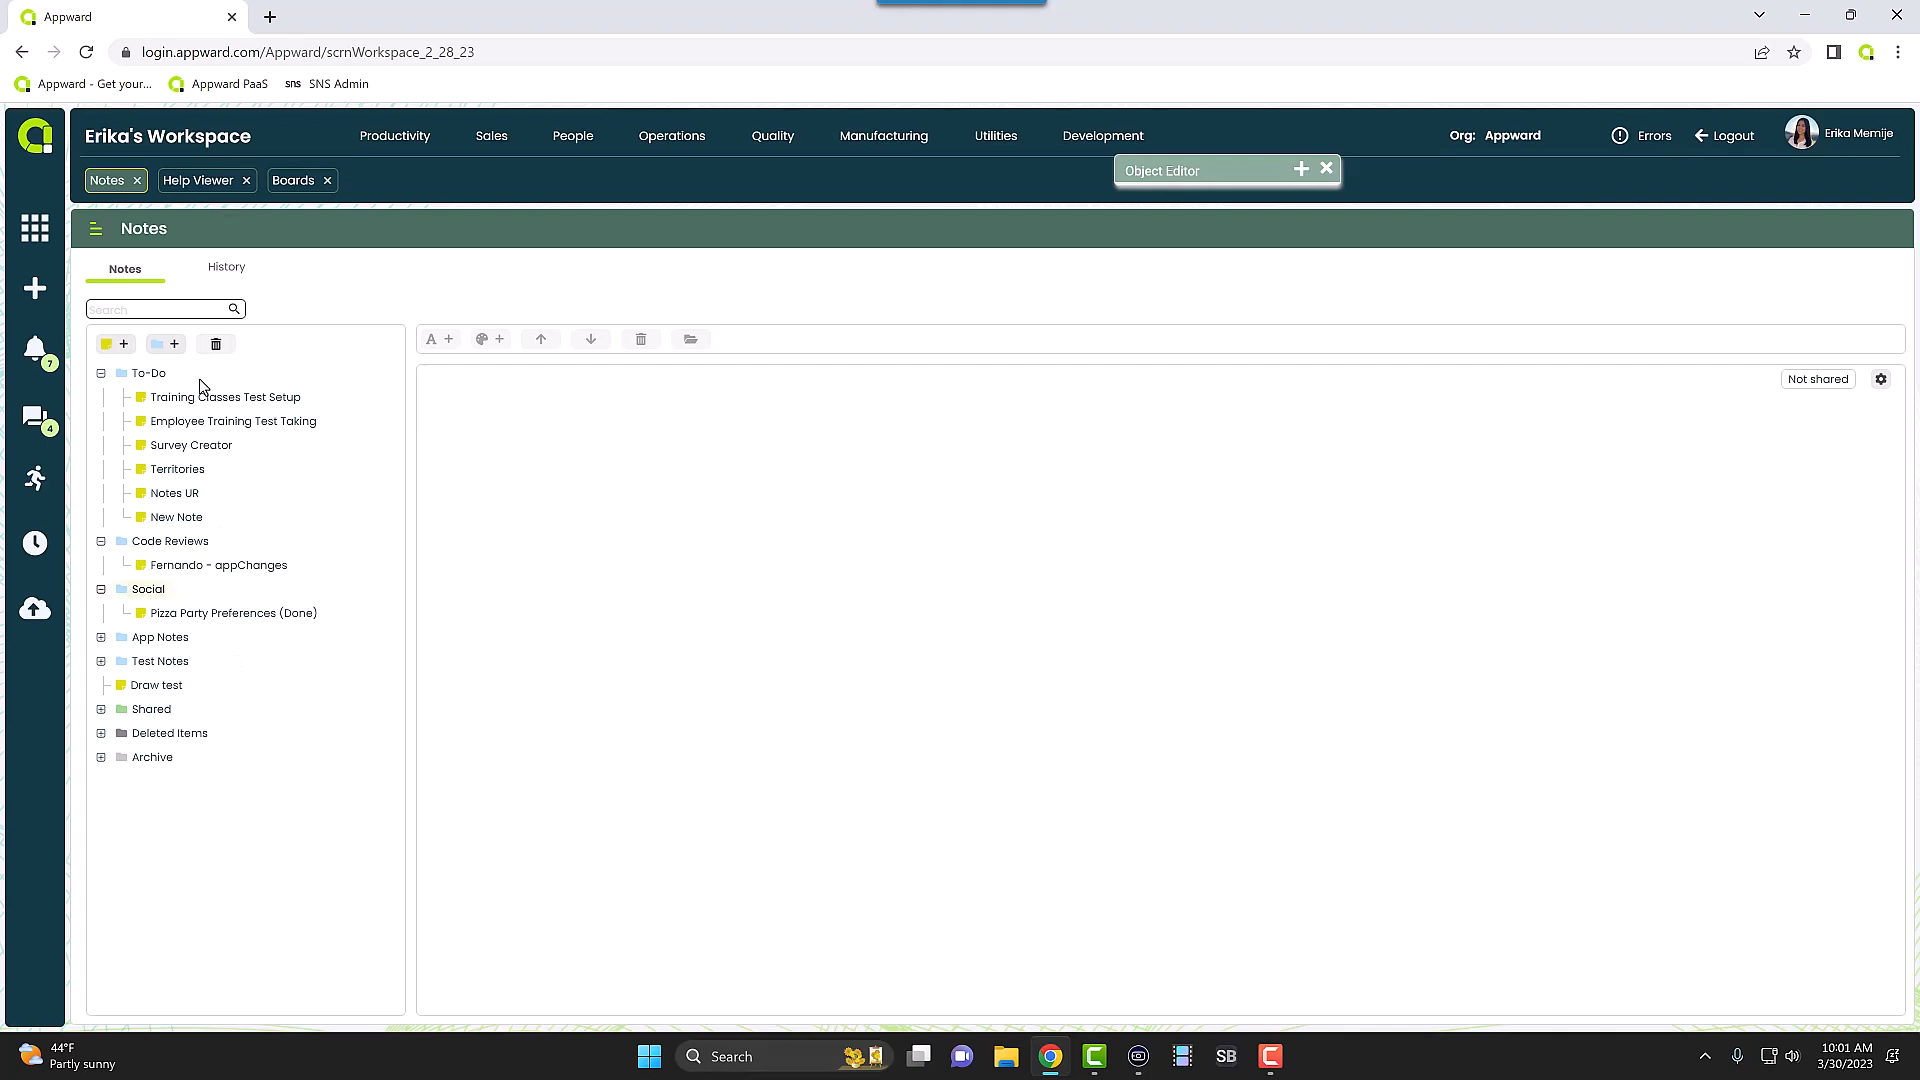 Appward
login.appward.com/Appward/scrnWorkspace_2_28_23
Appward - Get your...
Appward PaaS
sns SNS Admin
Erika's Workspace
Productivity
Sales
People
Operations
Quality
Manufacturing
Utilities
Development
Org: Appward
Errors
Logout
Erika Memije
Notes
Help Viewer
Boards
Object Editor
Notes
Notes
History
Search
A
To-Do
Training Classes Test Setup
Employee Training Test Taking
Survey Creator
Territories
Notes UR
New Note
Code Reviews
Fernando - appChanges
Social
Pizza Party Preferences (Done)
App Notes
Test Notes
Draw test
Shared
Deleted Items
Archive
Not shared
7
4
44°F
Partly sunny
Search
SB
10:01 AM
3/30/2023